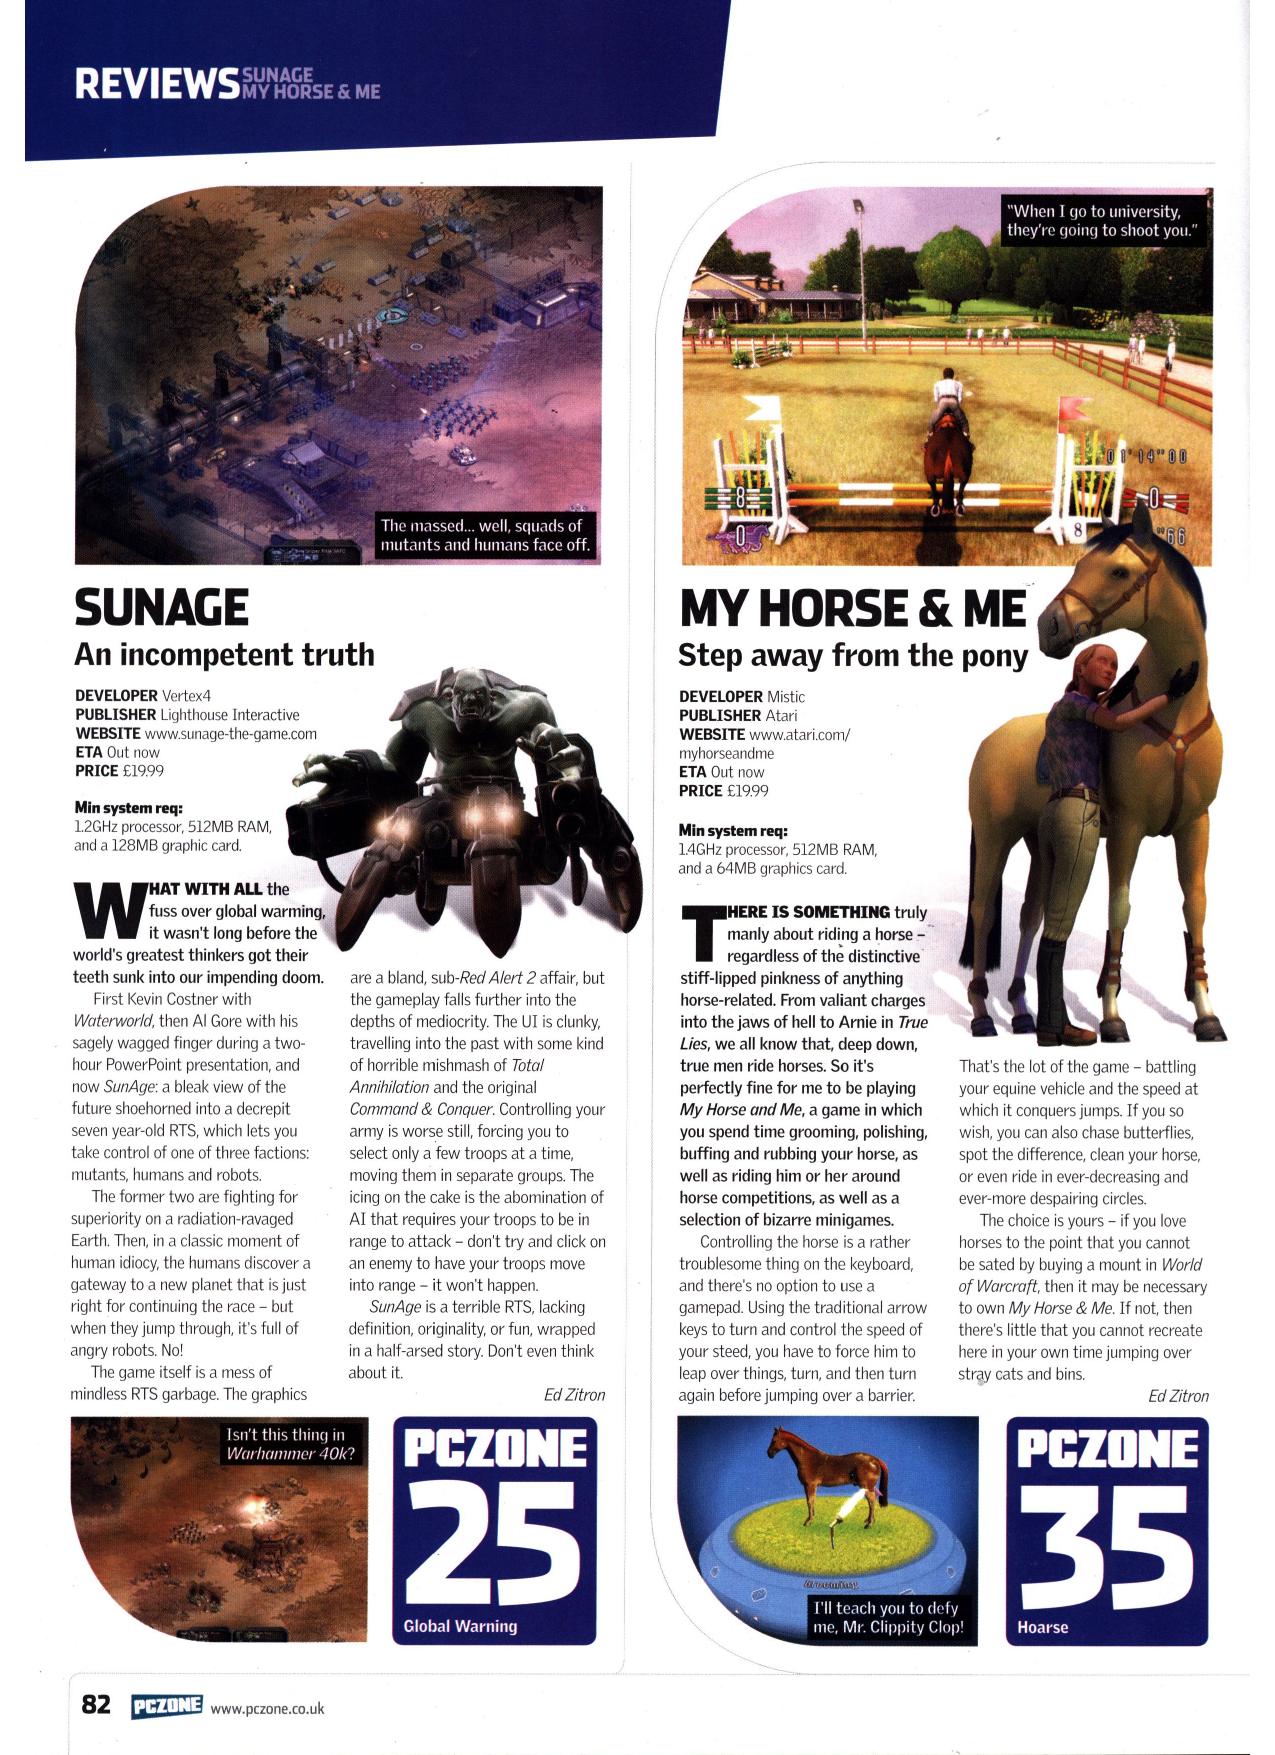 REVIEWS SUNAGE
MY HORSE & ME
The massed... well, squads of
mutants and humans face off.
SUNAGE
An incompetent truth
DEVELOPER Vertex4
PUBLISHER Lighthouse Interactive
WEBSITE www.sunage-the-game.com
ETA Out now
PRICE £19.99
Min system req:
1.2GHz processor, 512MB RAM,
and a 128MB graphic card.
WHAT WITH ALL the
fuss over global warming,
it wasn't long before the
world's greatest thinkers got their
teeth sunk into our impending doom.
First Kevin Costner with
Waterworld, then Al Gore with his
sagely wagged finger during a two-
hour PowerPoint presentation, and
now SunAge: a bleak view of the
future shoehorned into a decrepit
seven year-old RTS, which lets you
take control of one of three factions:
mutants, humans and robots.
The former two are fighting for
superiority on a radiation-ravaged
Earth. Then, in a classic moment of
human idiocy, the humans discover a
gateway to a new planet that is just
right for continuing the race – but
when they jump through, it's full of
angry robots. No!
The game itself is a mess of
mindless RTS garbage. The graphics
are a bland, sub-Red Alert 2 affair, but
the gameplay falls further into the
depths of mediocrity. The UI is clunky,
travelling into the past with some kind
of horrible mishmash of Total
Annihilation and the original
Command & Conquer. Controlling your
army is worse still, forcing you to
select only a few troops at a time,
moving them in separate groups. The
icing on the cake is the abomination of
AI that requires your troops to be in
range to attack – don't try and click on
an enemy to have your troops move
into range – it won't happen.
SunAge is a terrible RTS, lacking
definition, originality, or fun, wrapped
in a half-arsed story. Don't even think
about it.
Ed Zitron
Isn't this thing in
Warhammer 40k?
PCZONE
25
Global Warning
"When I go to university,
they're going to shoot you."
01'14"00
8
0
0
8
"66
MY HORSE & ME
Step away from the pony
DEVELOPER Mistic
PUBLISHER Atari
WEBSITE www.atari.com/
myhorseandme
ETA Out now
PRICE £19.99
Min system req:
1.4GHz processor, 512MB RAM,
and a 64MB graphics card.
THERE IS SOMETHING truly
manly about riding a horse –
regardless of the distinctive
stiff-lipped pinkness of anything
horse-related. From valiant charges
into the jaws of hell to Arnie in True
Lies, we all know that, deep down,
true men ride horses. So it's
perfectly fine for me to be playing
My Horse and Me, a game in which
you spend time grooming, polishing,
buffing and rubbing your horse, as
well as riding him or her around
horse competitions, as well as a
selection of bizarre minigames.
Controlling the horse is a rather
troublesome thing on the keyboard,
and there's no option to use a
gamepad. Using the traditional arrow
keys to turn and control the speed of
your steed, you have to force him to
leap over things, turn, and then turn
again before jumping over a barrier.
That's the lot of the game – battling
your equine vehicle and the speed at
which it conquers jumps. If you so
wish, you can also chase butterflies,
spot the difference, clean your horse,
or even ride in ever-decreasing and
ever-more despairing circles.
The choice is yours – if you love
horses to the point that you cannot
be sated by buying a mount in World
of Warcraft, then it may be necessary
to own My Horse & Me. If not, then
there's little that you cannot recreate
here in your own time jumping over
stray cats and bins.
Ed Zitron
Grooming
I'll teach you to defy
me, Mr. Clippity Clop!
PCZONE
35
Hoarse
82 PCZONE www.pczone.co.uk